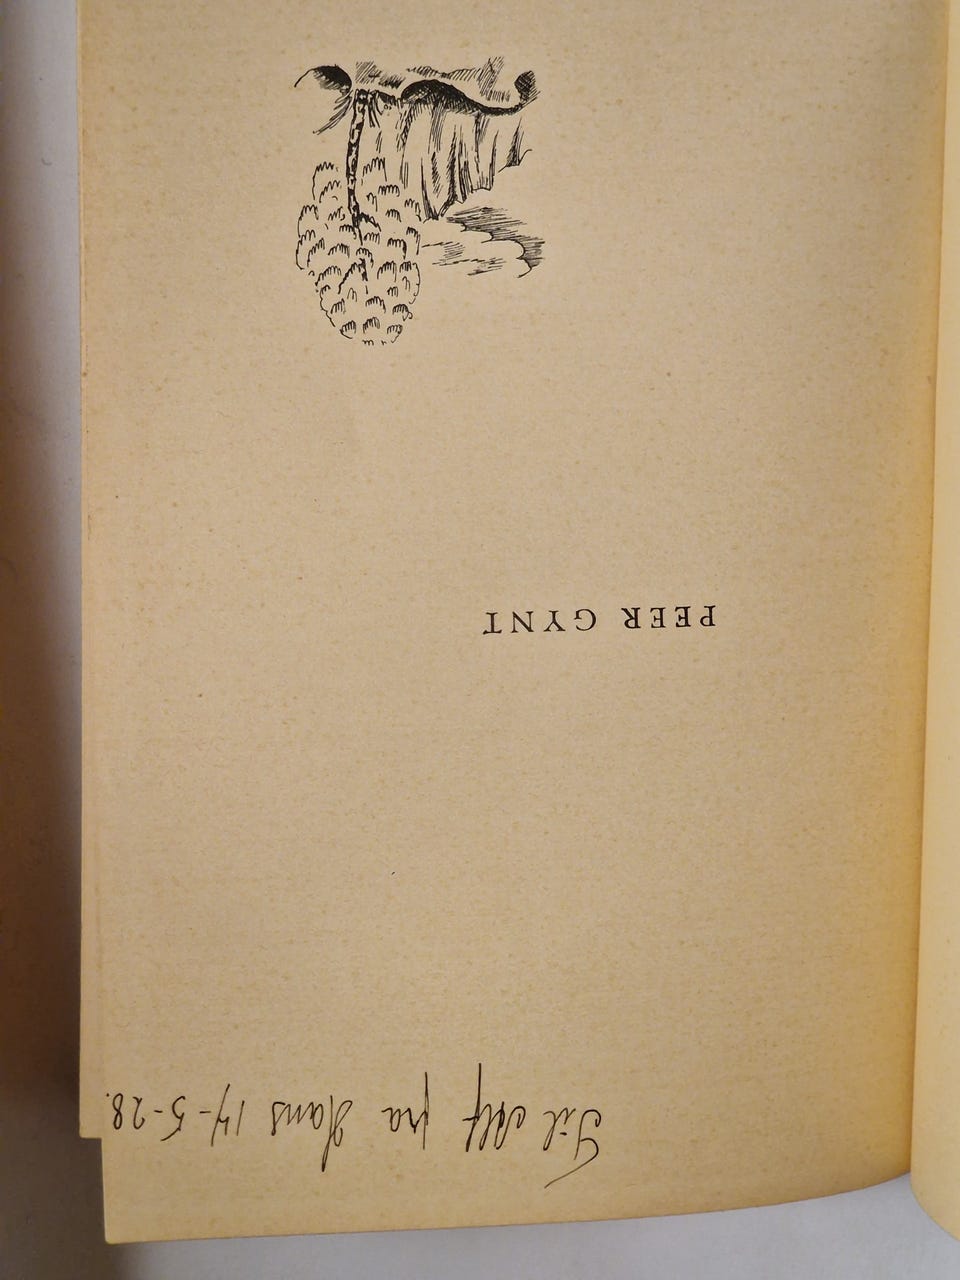 Til Alf fra Hans 17-5-28.
PEER GYNT